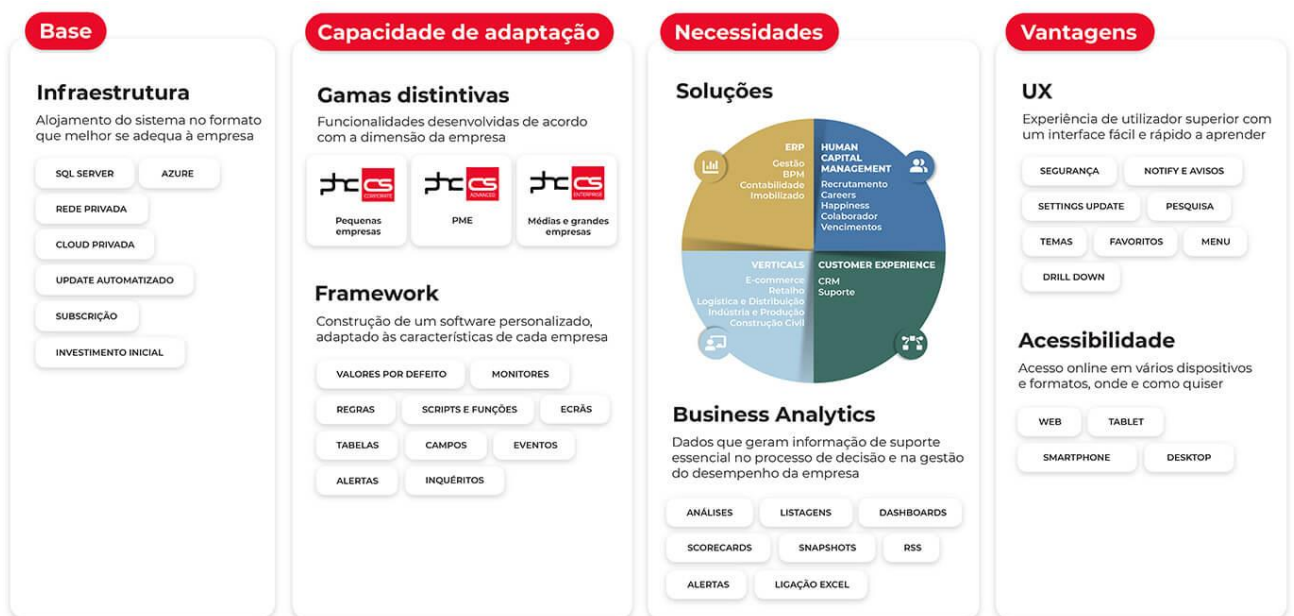 Base
Infraestrutura
Alojamento do sistema no formato
que melhor se adequa à empresa
SQL SERVER
AZURE
REDE PRIVADA
CLOUD PRIVADA
UPDATE AUTOMATIZADO
SUBSCRIÇÃO
INVESTIMENTO INICIAL
Capacidade de adaptação
Gamas distintivas
Funcionalidades desenvolvidas de acordo
com a dimensão da empresa
phc CS
CORPORATE
Pequenas
empresas
phc CS
ADVANCED
PME
phc CS
ENTERPRISE
Médias e grandes
empresas
Framework
Construção de um software personalizado,
adaptado às características de cada empresa
VALORES POR DEFEITO
MONITORES
REGRAS
SCRIPTS E FUNÇÕES
ECRÃS
TABELAS
CAMPOS
EVENTOS
ALERTAS
INQUÉRITOS
Necessidades
Soluções
ERP
Gestão
BPM
Contabilidade
Imobilizado
HUMAN
CAPITAL
MANAGEMENT
Recrutamento
Careers
Happiness
Colaborador
Vencimentos
VERTICALS
E-commerce
Retalho
Logística e Distribuição
Indústria e Produção
Construção Civil
CUSTOMER EXPERIENCE
CRM
Suporte
Business Analytics
Dados que geram informação de suporte
essencial no processo de decisão e na gestão
do desempenho da empresa
ANÁLISES
LISTAGENS
DASHBOARDS
SCORECARDS
SNAPSHOTS
RSS
ALERTAS
LIGAÇÃO EXCEL
Vantagens
UX
Experiência de utilizador superior com
um interface fácil e rápido a aprender
SEGURANÇA
NOTIFY E AVISOS
SETTINGS UPDATE
PESQUISA
TEMAS
FAVORITOS
MENU
DRILL DOWN
Acessibilidade
Acesso online em vários dispositivos
e formatos, onde e como quiser
WEB
TABLET
SMARTPHONE
DESKTOP